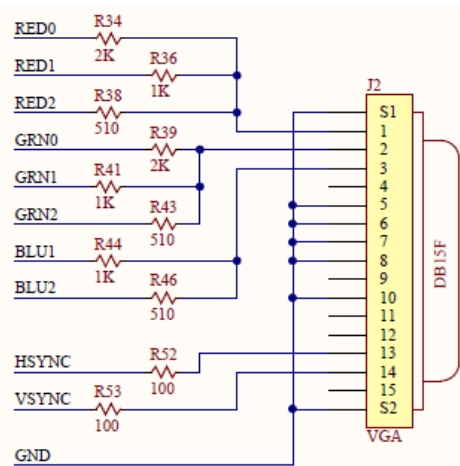 RED0 R34 2K
RED1 R36 1K
RED2 R38 510
GRN0 R39 2K
GRN1 R41 1K
GRN2 R43 510
BLU1 R44 1K
BLU2 R46 510
HSYNC R52 100
VSYNC R53 100
GND
J2
S1
1
2
3
4
5
6
7
8
9
10
11
12
13
14
15
S2
VGA
DB15F